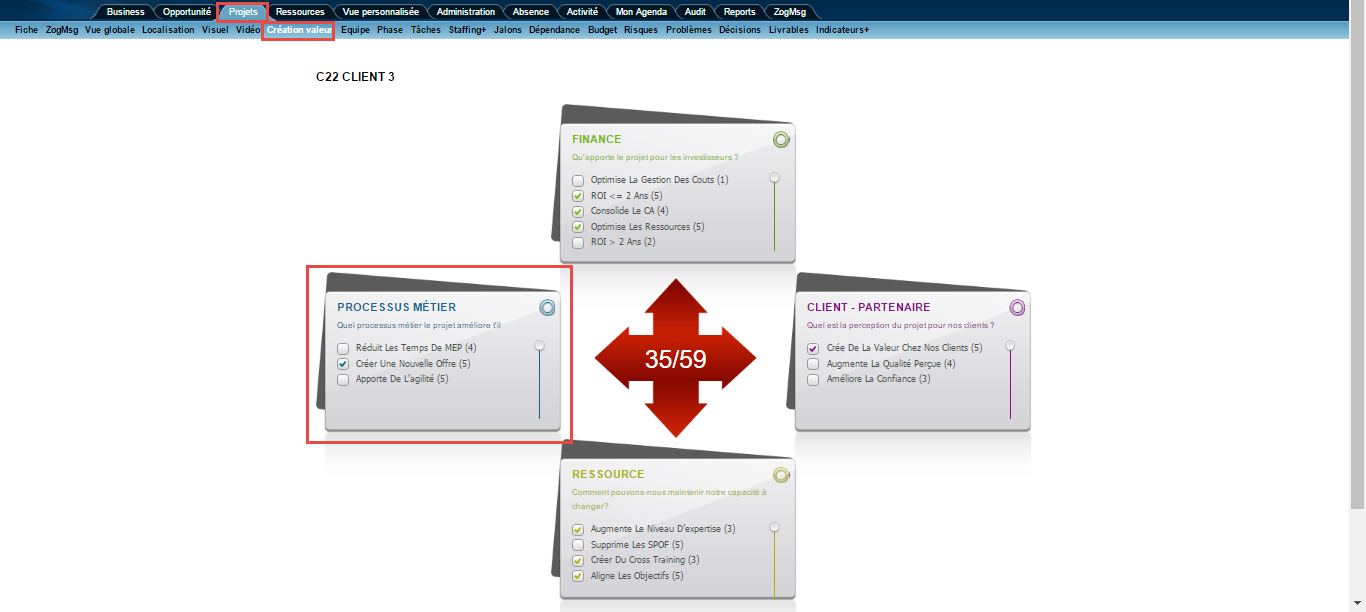 Business Opportunité Projets Ressources Vue personnalisée Administration Absence Activité Mon Agenda Audit Reports ZogMsg
Fiche ZogMsg Vue globale Localisation Visuel Vidéo Création valeur Equipe Phase Tâches Staffing+ Jalons Dépendance Budget Risques Problèmes Décisions Livrables Indicateurs+
C22 CLIENT 3
FINANCE
Qu'apporte le projet pour les investisseurs ?
Optimise La Gestion Des Couts (1)
ROI <= 2 Ans (5)
Consolide Le CA (4)
Optimise Les Ressources (5)
ROI > 2 Ans (2)
PROCESSUS MÉTIER
Quel processus métier le projet améliore t'il
Réduit Les Temps De MEP (4)
Créer Une Nouvelle Offre (5)
Apporte De L'agilité (5)
35/59
CLIENT - PARTENAIRE
Quel est la perception du projet pour nos clients ?
Crée De La Valeur Chez Nos Clients (5)
Augmente La Qualité Perçue (4)
Améliore La Confiance (3)
RESSOURCE
Comment pouvons-nous maintenir notre capacité à
changer?
Augmente Le Niveau D'expertise (3)
Supprime Les SPOF (5)
Créer Du Cross Training (3)
Aligne Les Objectifs (5)